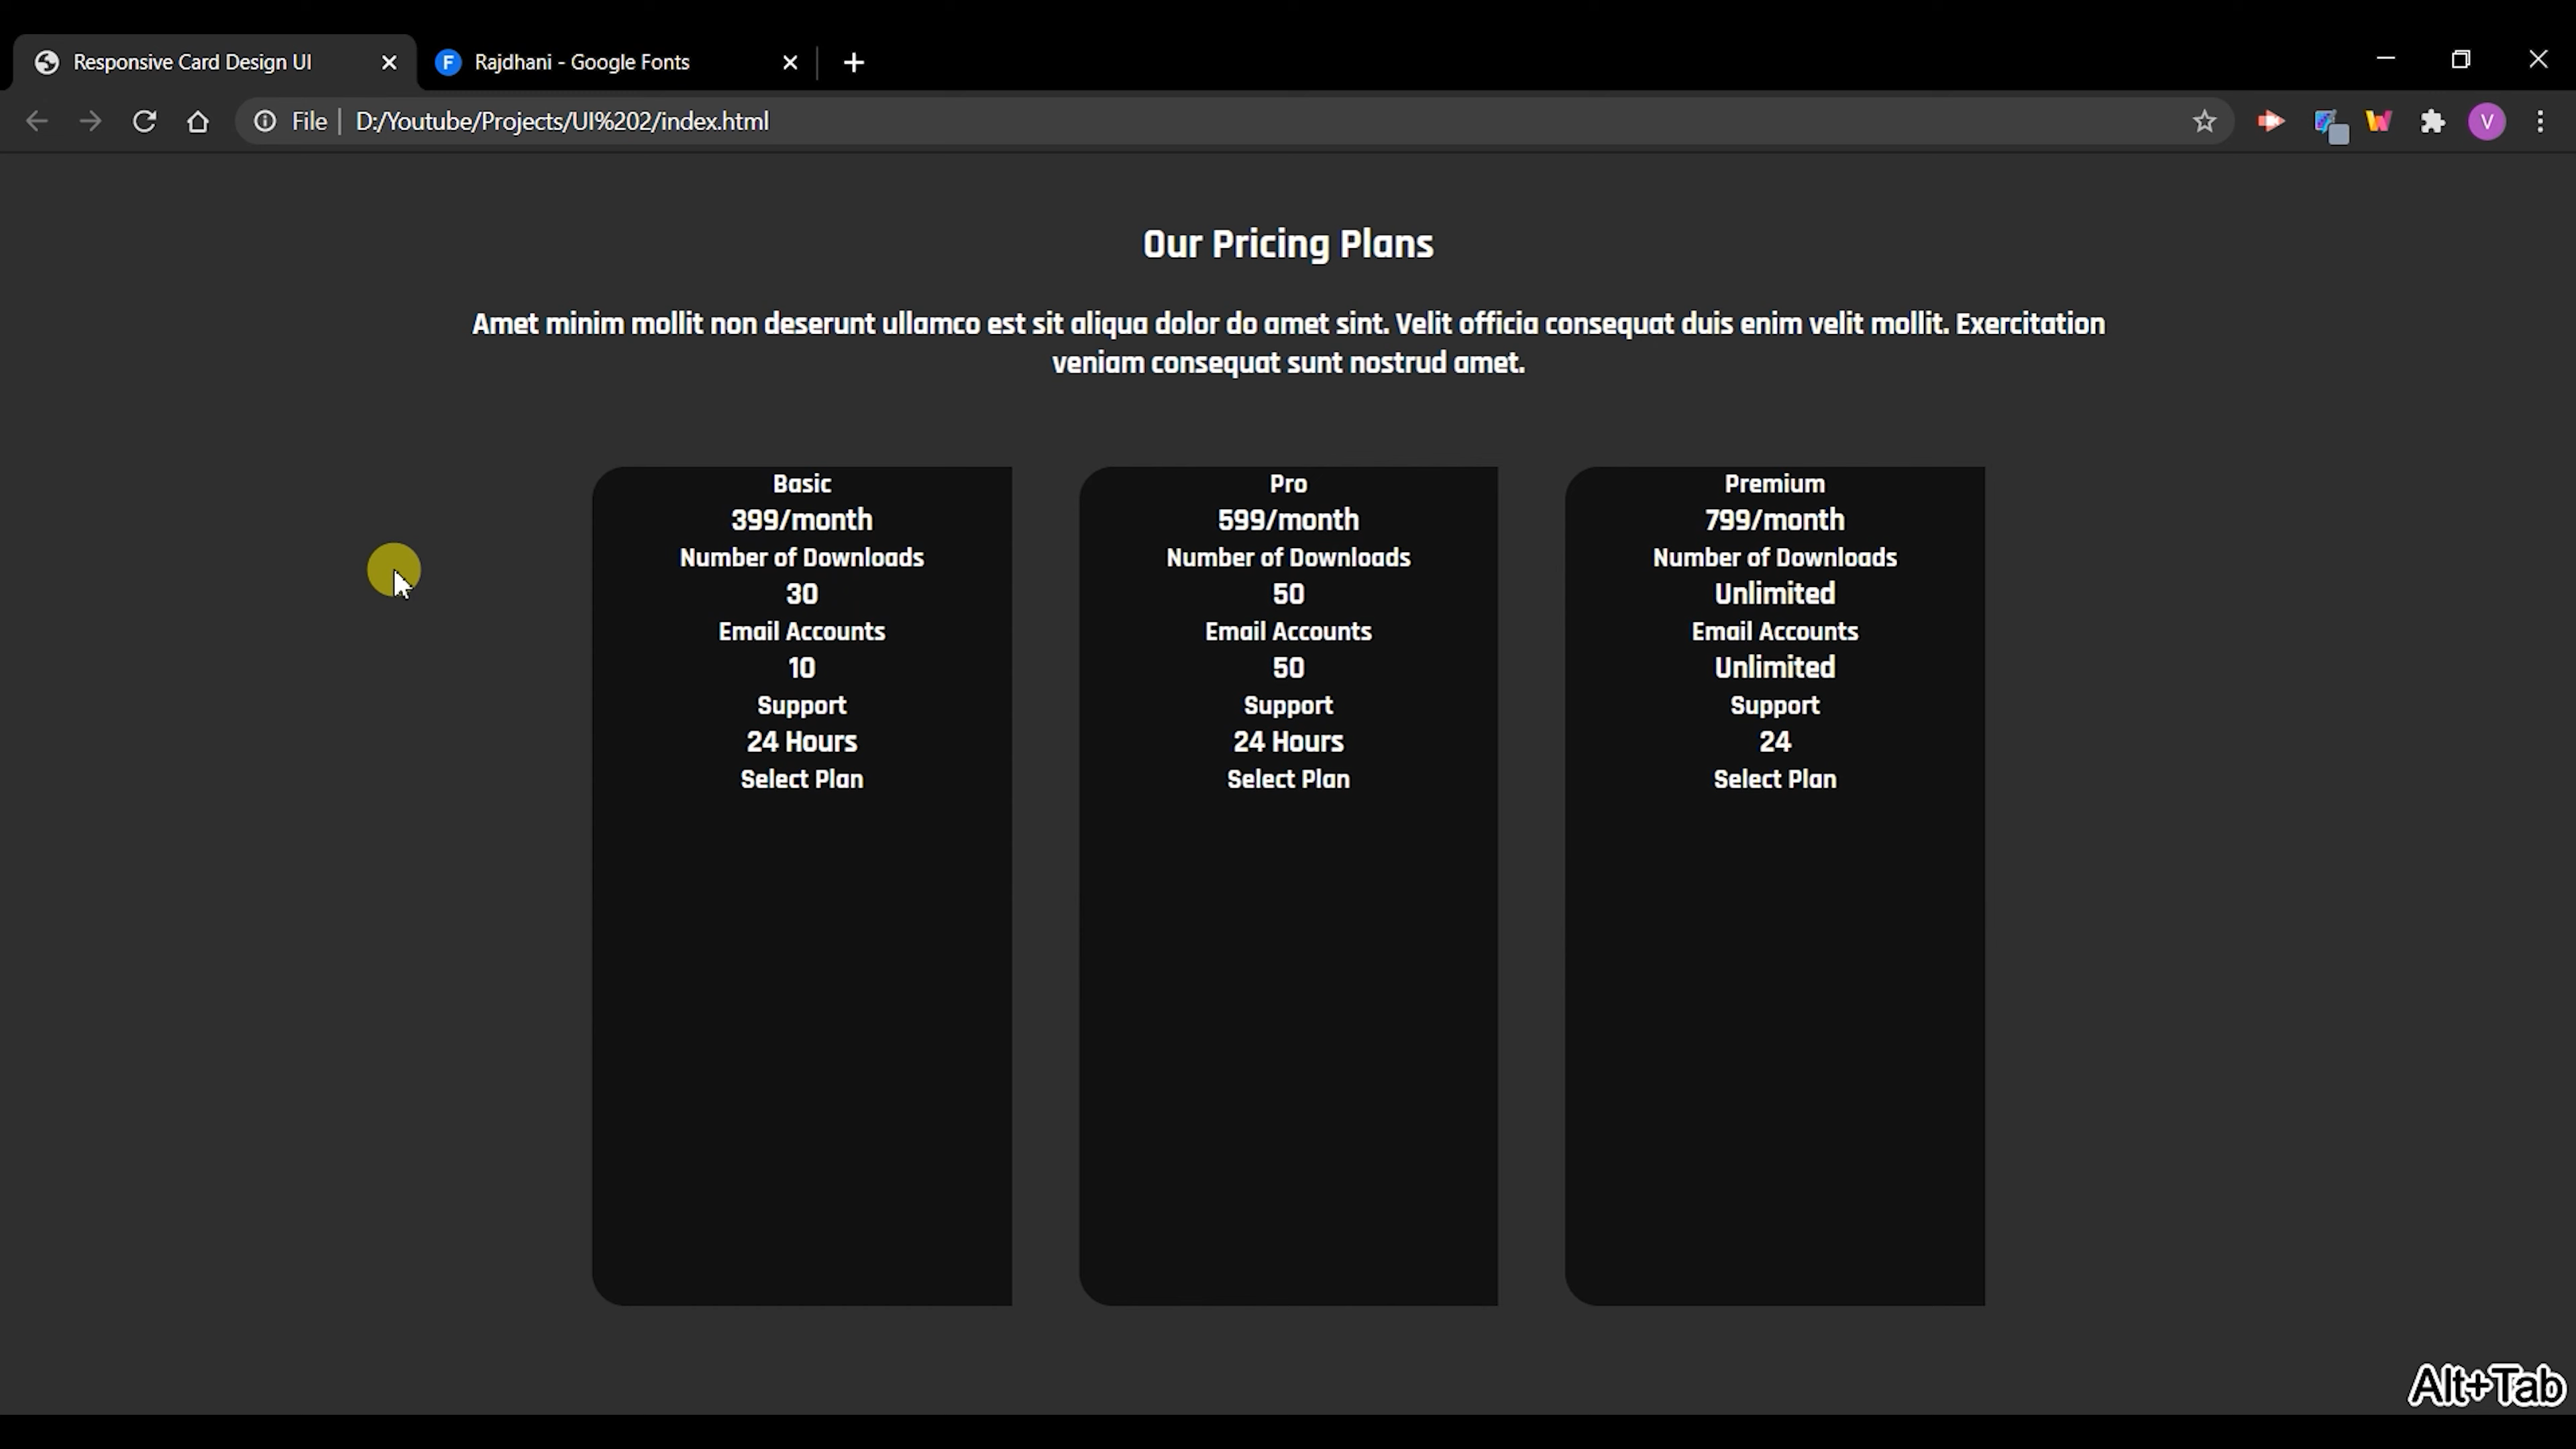 Responsive Card Design UI
Rajdhani - Google Fonts
File | D:/Youtube/Projects/UI%202/index.html
V
Our Pricing Plans
Amet minim mollit non deserunt ullamco est sit aliqua dolor do amet sint. Velit officia consequat duis enim velit mollit. Exercitation
veniam consequat sunt nostrud amet.
Basic
399/month
Number of Downloads
30
Email Accounts
10
Support
24 Hours
Select Plan
Pro
599/month
Number of Downloads
50
Email Accounts
50
Support
24 Hours
Select Plan
Premium
799/month
Number of Downloads
Unlimited
Email Accounts
Unlimited
Support
24
Select Plan
Alt+Tab